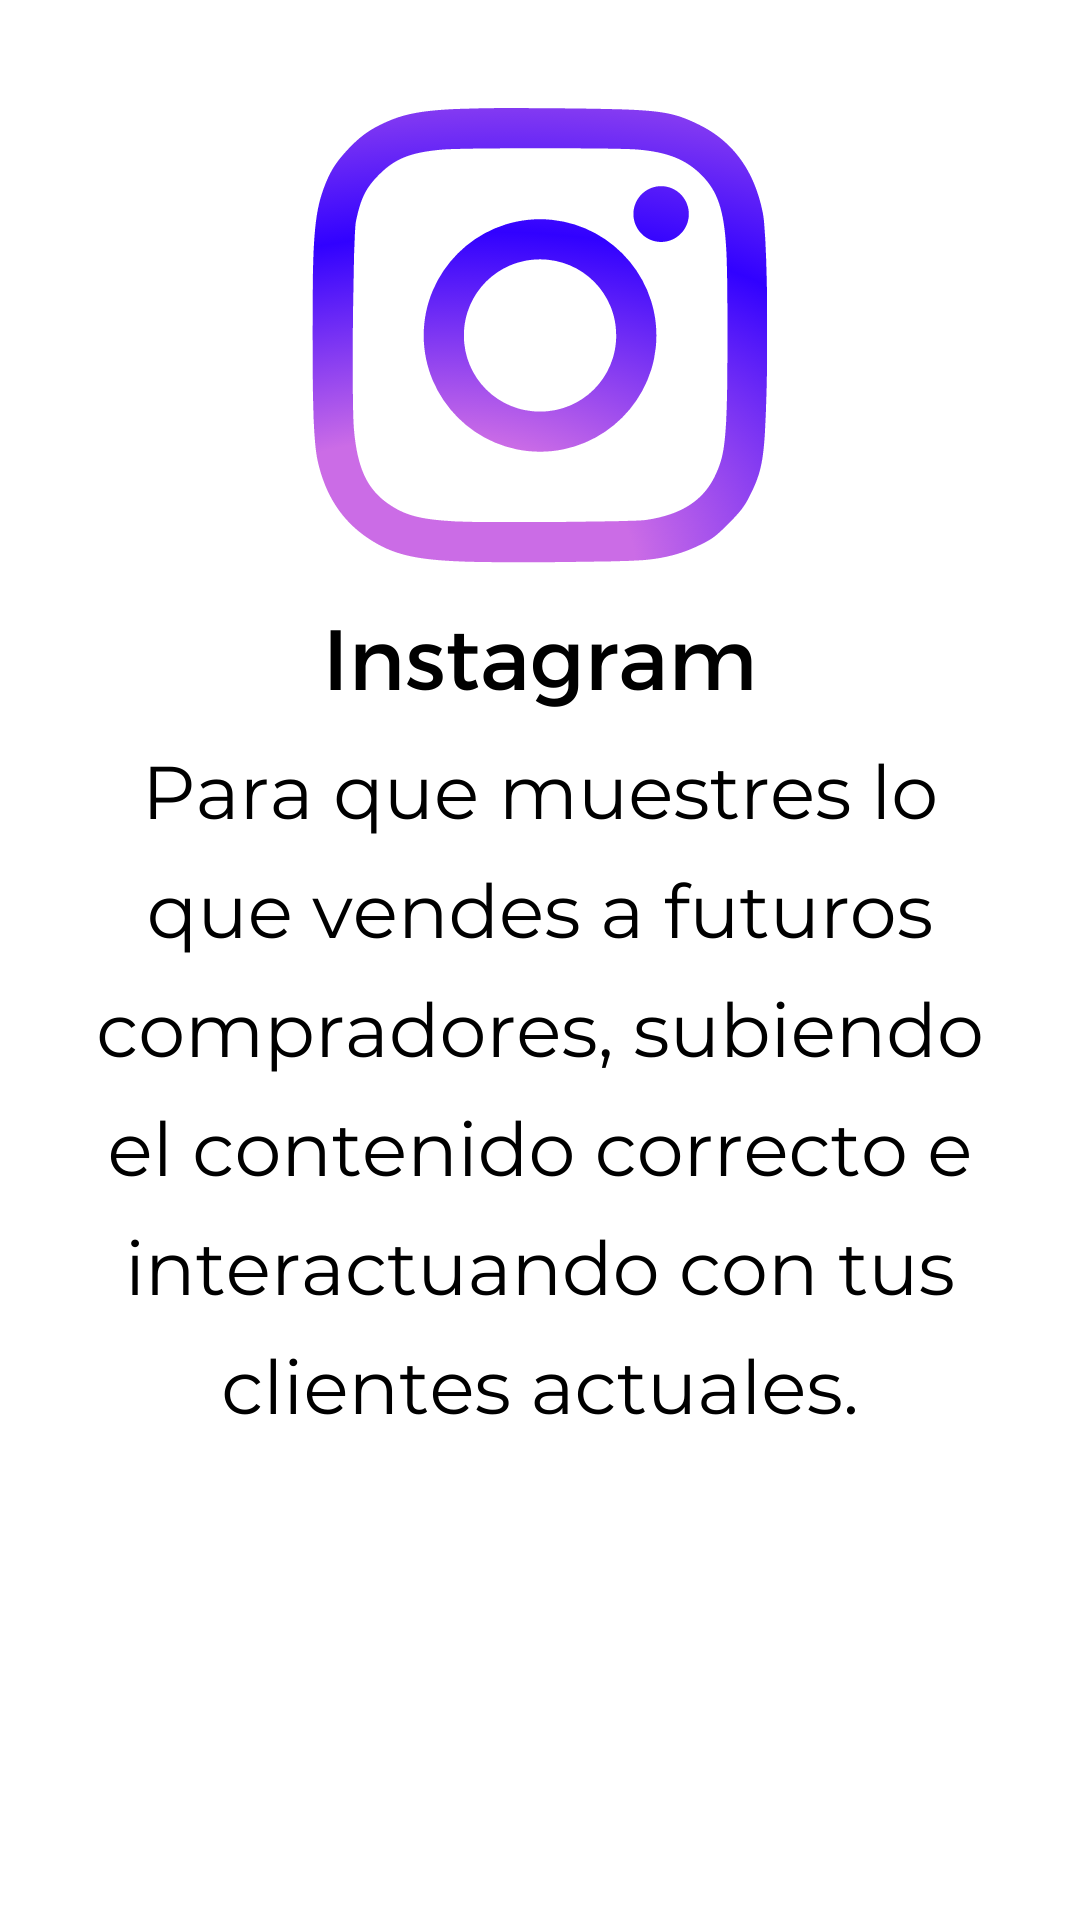 Instagram
Para que muestres lo
que vendes a futuros
compradores, subiendo
el contenido correcto e
interactuando con tus
clientes actuales.